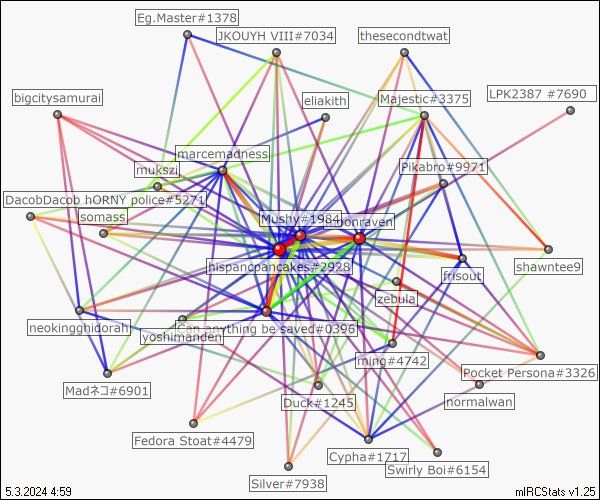 Eg.Master#1378
JKOUYH VIII#7034
thesecondtwat
bigcitysamurai
eliakith
Majestic#3375
LPK2387 #7690
marcemadness
mukszi
Pikabro#9971
DacobDacob hORNY police#5271
somass
Mushy#1984
moonraven
hispancpancakes#2928
frisout
shawntee9
zebulaj
neokingghidorah
yoshimanden
Can anything be saved#0396
ming#4742
Pocket Persona#3326
Madネコ#6901
Duck#1245
normalwan
Fedora Stoat#4479
Cypha#1717
Swirly Boi#6154
Silver#7938
5.3.2024 4:59
mIRCStats v1.25